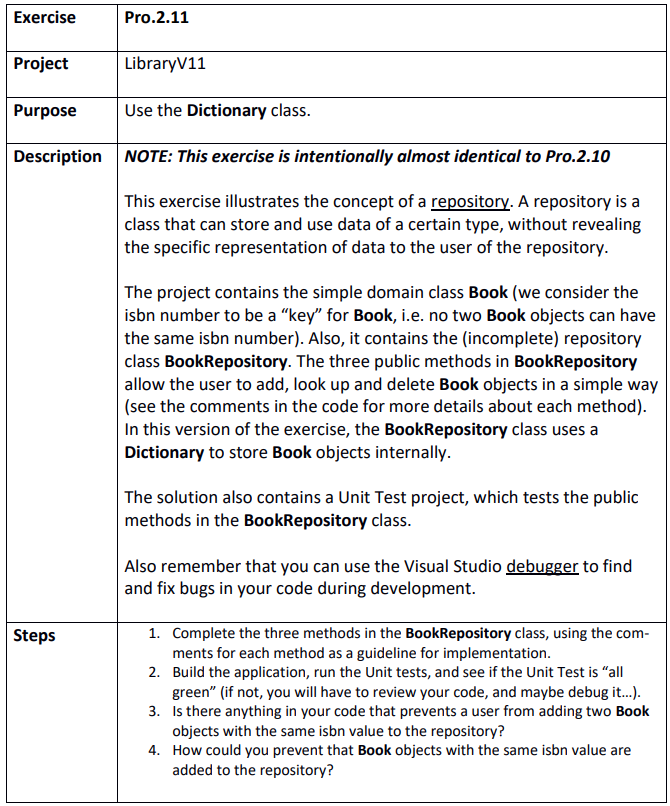 Exercise Pro.2.11
Project LibraryV11
Purpose Use the Dictionary class.
Description NOTE: This exercise is intentionally almost identical to Pro.2.10
This exercise illustrates the concept of a repository. A repository is a
class that can store and use data of a certain type, without revealing
the specific representation of data to the user of the repository.
The project contains the simple domain class Book (we consider the
isbn number to be a “key” for Book, i.e. no two Book objects can have
the same isbn number). Also, it contains the (incomplete) repository
class BookRepository. The three public methods in BookRepository
allow the user to add, look up and delete Book objects in a simple way
(see the comments in the code for more details about each method).
In this version of the exercise, the BookRepository class uses a
Dictionary to store Book objects internally.
The solution also contains a Unit Test project, which tests the public
methods in the BookRepository class.
Also remember that you can use the Visual Studio debugger to find
and fix bugs in your code during development.
Steps 1. Complete the three methods in the BookRepository class, using the com-
ments for each method as a guideline for implementation.
2. Build the application, run the Unit tests, and see if the Unit Test is “all
green” (if not, you will have to review your code, and maybe debug it…).
3. Is there anything in your code that prevents a user from adding two Book
objects with the same isbn value to the repository?
4. How could you prevent that Book objects with the same isbn value are
added to the repository?